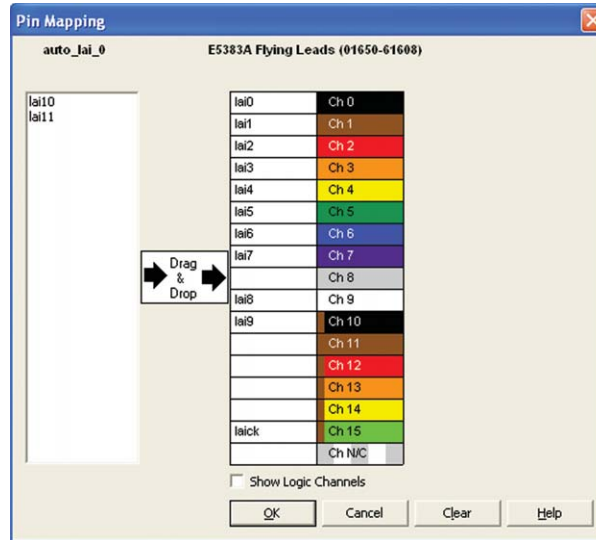 Pin Mapping
auto_lai_0
E5383A Flying Leads (01650-61608)
lai10
lai11
Drag
&
Drop
lai0 Ch 0
lai1 Ch 1
lai2 Ch 2
lai3 Ch 3
lai4 Ch 4
lai5 Ch 5
lai6 Ch 6
lai7 Ch 7
Ch 8
lai8 Ch 9
lai9 Ch 10
Ch 11
Ch 12
Ch 13
Ch 14
laick Ch 15
Ch N/C
Show Logic Channels
OK Cancel Clear Help